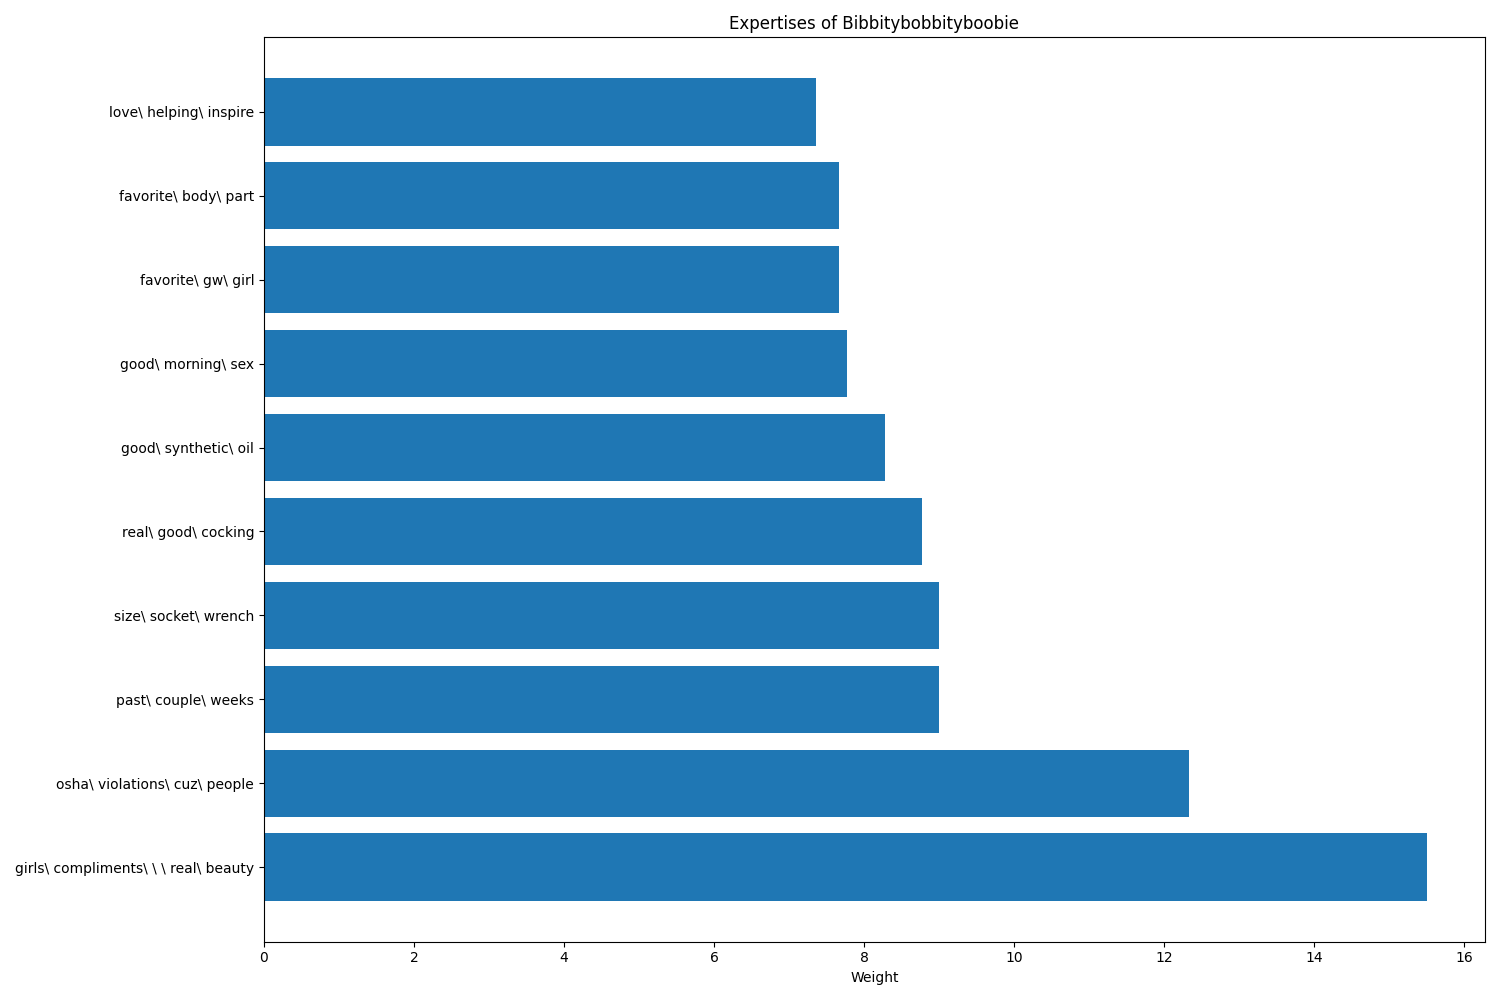 Expertises of Bibbitybobbityboobie
love\ helping\ inspire
favorite\ body\ part
favorite\ gw\ girl
good\ morning\ sex
good\ synthetic\ oil
real\ good\ cocking
size\ socket\ wrench
past\ couple\ weeks
osha\ violations\ cuz\ people
girls\ compliments\ \ \ real\ beauty
0 2 4 6 8 10 12 14 16
Weight